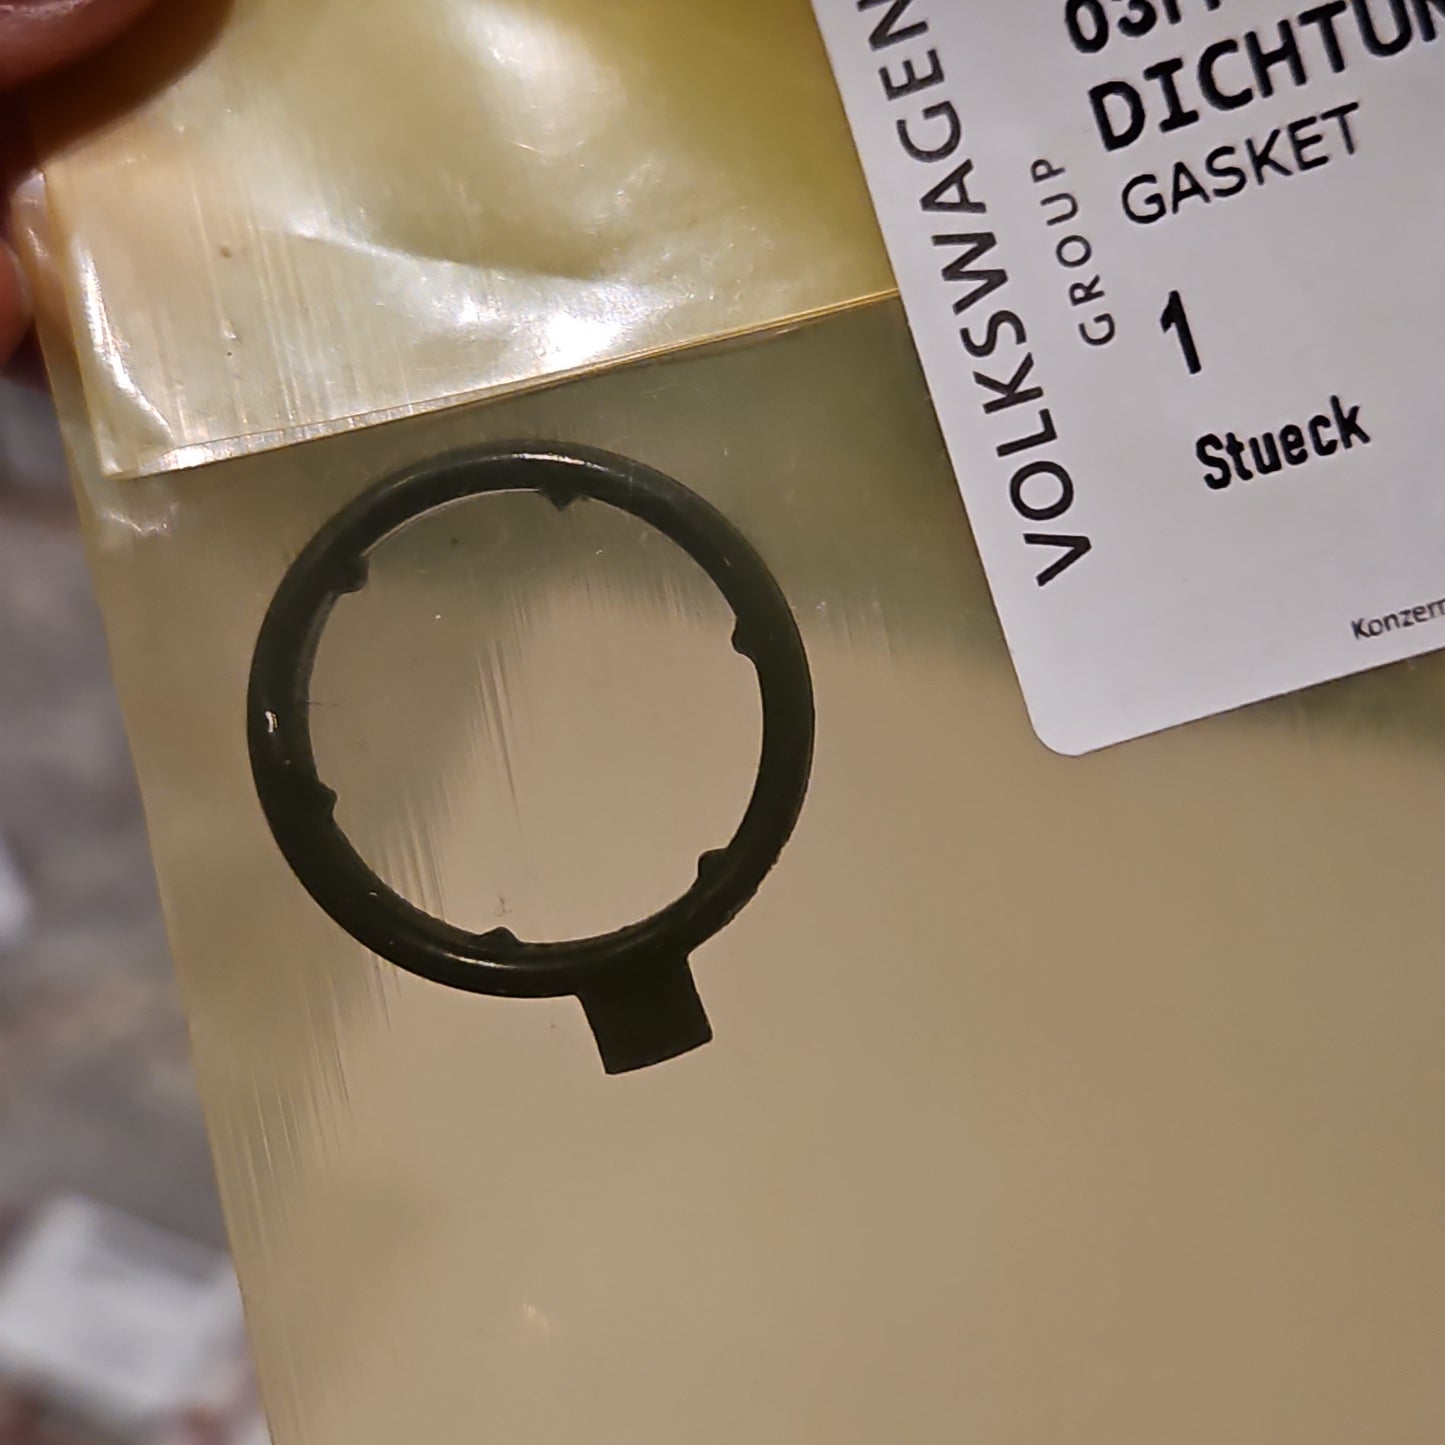 VOLKSWAGEN
GROUP
DICHTUN
GASKET
1
Stueck
Konzern